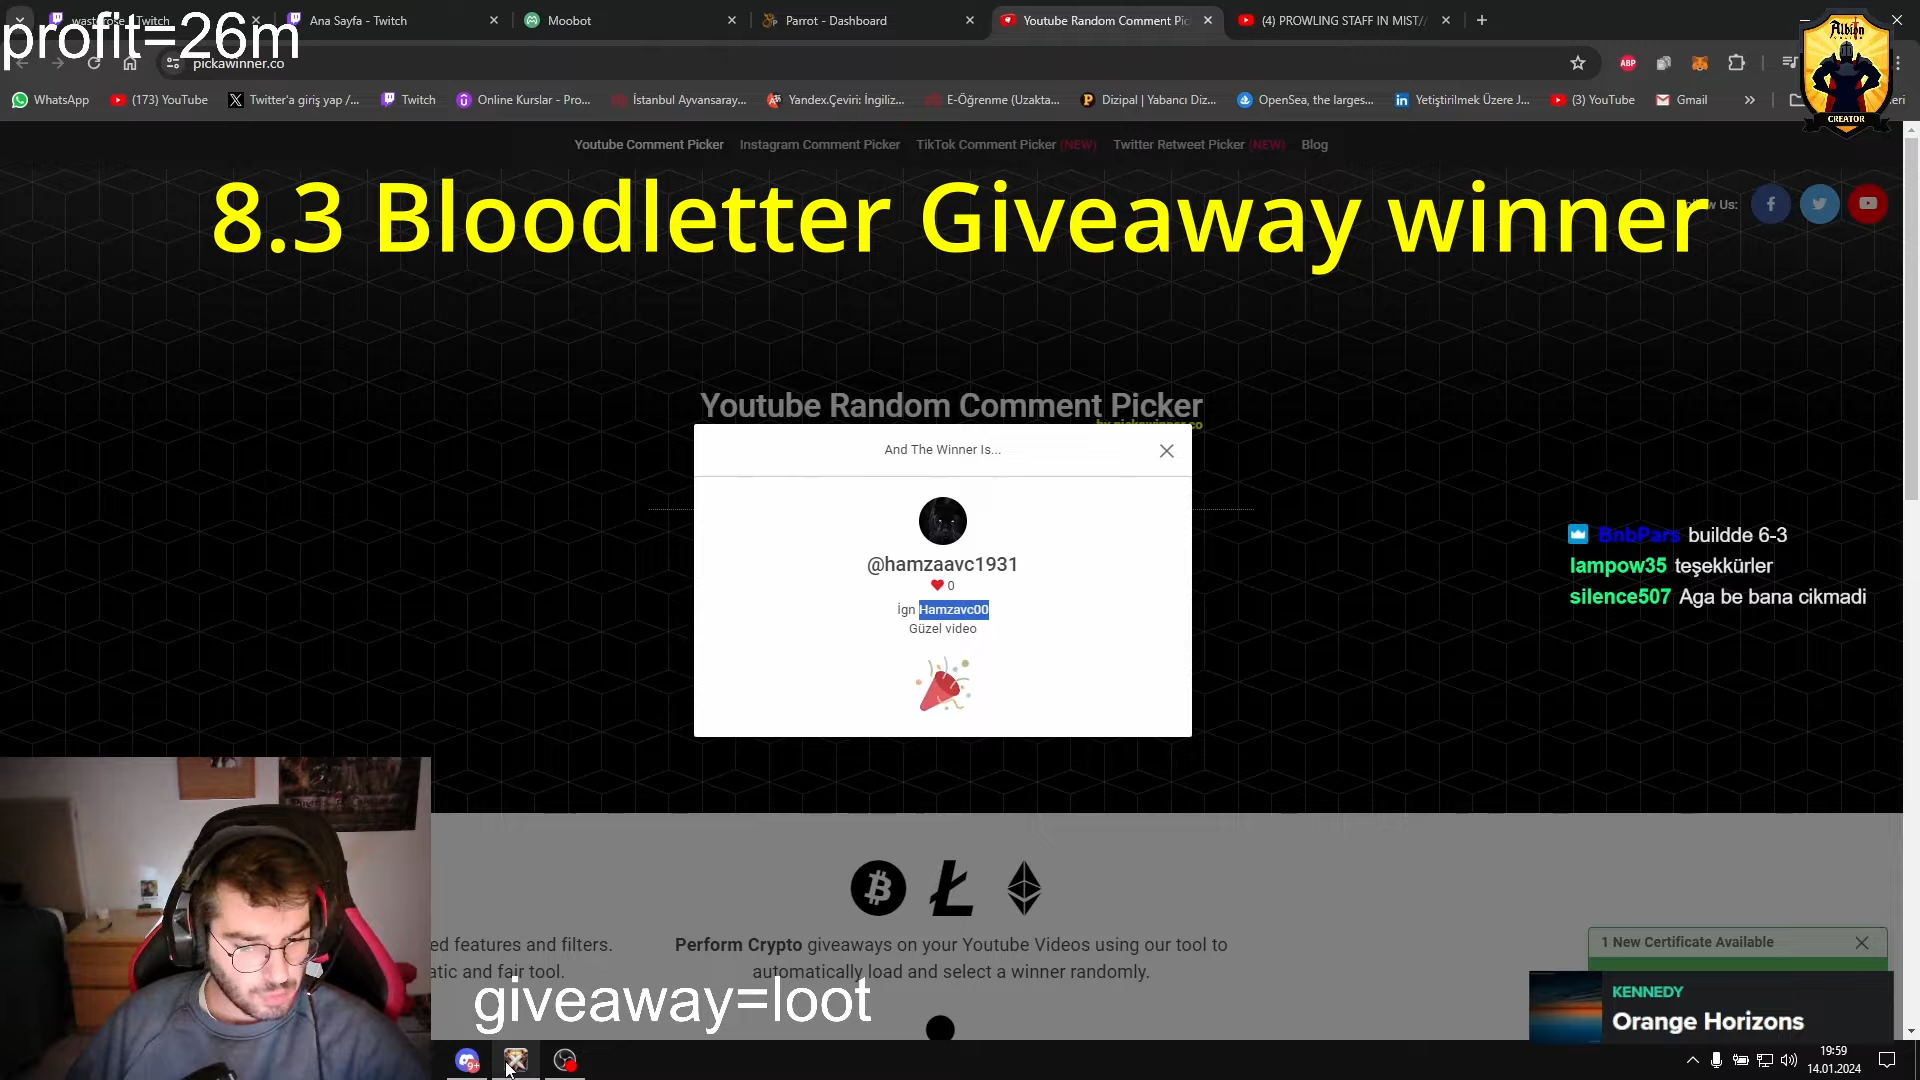 Ana Sayfa - Twitch
Moobot
Parrot - Dashboard
Youtube Random Comment Pic
(4) PROWLING STAFF IN MIST//
profit=26m
pickawinner.co
WhatsApp
(173) YouTube
Twitter'a giriş yap /...
Twitch
Online Kurslar - Pro...
İstanbul Ayvansaray...
Yandex.Çeviri: İngiliz...
E-Öğrenme (Uzakta...
Dizipal | Yabancı Diz...
OpenSea, the larges...
Yetiştirilmek Üzere J...
(3) YouTube
Gmail
»
Albion
CREATOR
Youtube Comment Picker
Instagram Comment Picker
TikTok Comment Picker (NEW)
Twitter Retweet Picker (NEW)
Blog
8.3 Bloodletter Giveaway winner
Us:
Youtube Random Comment Picker
And The Winner Is...
@hamzaavc1931
0
İgn Hamzavc00
Güzel video
BnbPars buildde 6-3
lampow35 teşekkürler
silence507 Aga be bana cikmadi
ed features and filters.
atic and fair tool.
Perform Crypto giveaways on your Youtube Videos using our tool to
automatically load and select a winner randomly.
giveaway=loot
1 New Certificate Available
KENNEDY
Orange Horizons
9+
19:59
14.01.2024